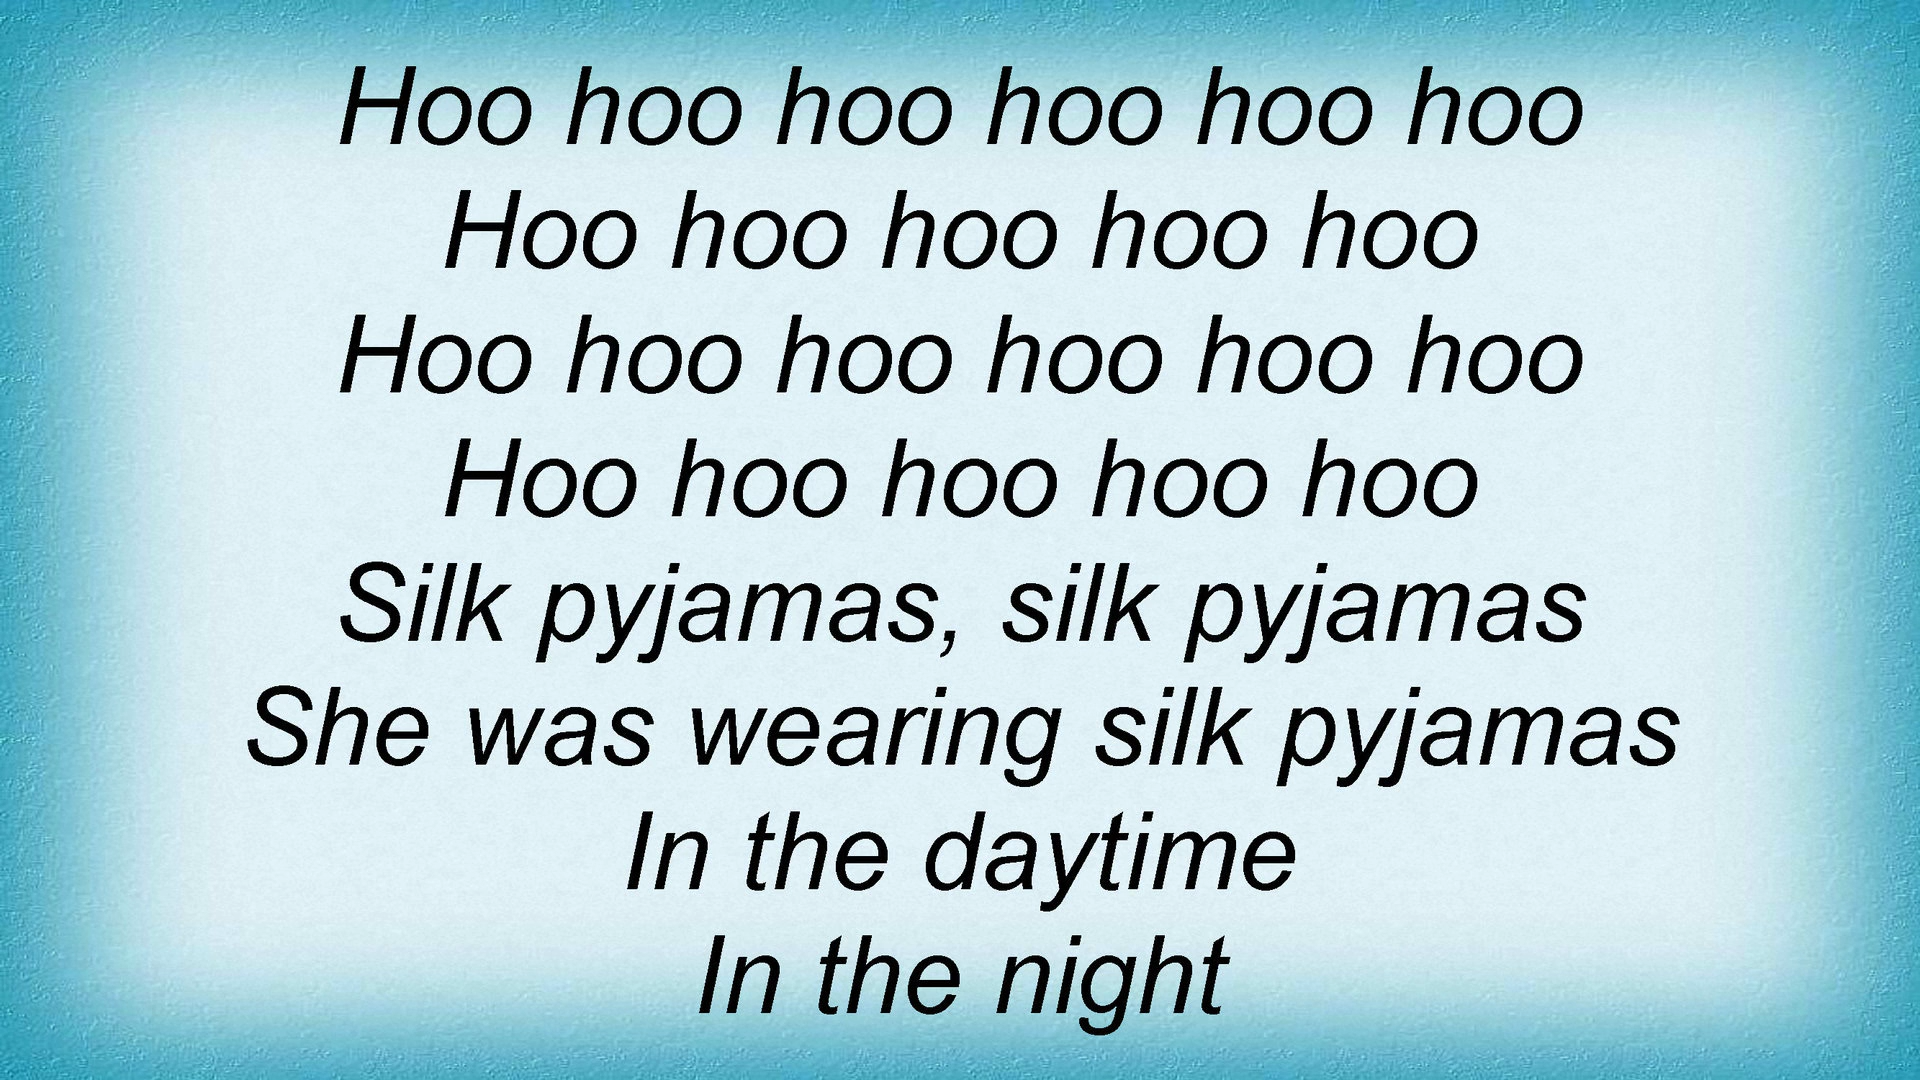 Hoo hoo hoo hoo hoo hoo
Hoo hoo hoo hoo hoo
Hoo hoo hoo hoo hoo hoo
Hoo hoo hoo hoo hoo
Silk pyjamas, silk pyjamas
She was wearing silk pyjamas
In the daytime
In the night